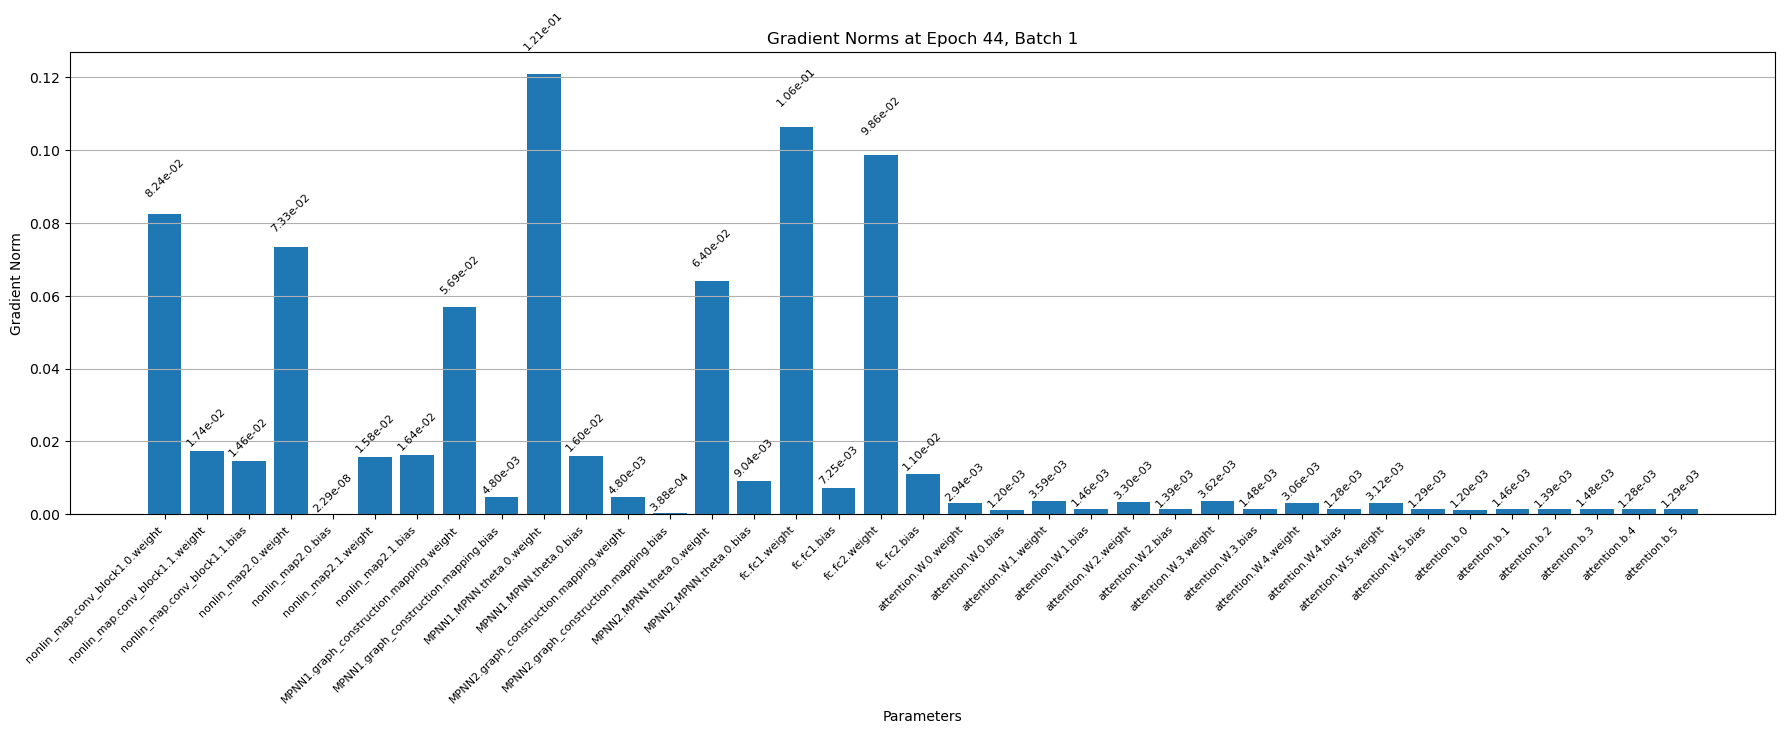 Gradient Norms at Epoch 44, Batch 1
Gradient Norm
0.12
0.10
0.08
0.06
0.04
0.02
0.00
8.24e-02
1.74e-02
1.46e-02
7.33e-02
2.29e-08
1.58e-02
1.64e-02
5.69e-02
4.80e-03
1.21e-01
1.60e-02
4.80e-03
3.88e-04
6.40e-02
9.04e-03
1.06e-01
7.25e-03
9.86e-02
1.10e-02
2.94e-03
1.20e-03
3.59e-03
1.46e-03
3.30e-03
1.39e-03
3.62e-03
1.48e-03
3.06e-03
1.28e-03
3.12e-03
1.29e-03
1.20e-03
1.46e-03
1.39e-03
1.48e-03
1.28e-03
1.29e-03
nonlin_map.conv_block1.0.weight
nonlin_map.conv_block1.1.weight
nonlin_map.conv_block1.1.bias
nonlin_map2.0.weight
nonlin_map2.0.bias
nonlin_map2.1.weight
nonlin_map2.1.bias
MPNN1.graph_construction.mapping.weight
MPNN1.graph_construction.mapping.bias
MPNN1.MPNN.theta.0.weight
MPNN1.MPNN.theta.0.bias
MPNN2.graph_construction.mapping.weight
MPNN2.graph_construction.mapping.bias
MPNN2.MPNN.theta.0.weight
MPNN2.MPNN.theta.0.bias
fc.fc1.weight
fc.fc1.bias
fc.fc2.weight
fc.fc2.bias
attention.W.0.weight
attention.W.0.bias
attention.W.1.weight
attention.W.1.bias
attention.W.2.weight
attention.W.2.bias
attention.W.3.weight
attention.W.3.bias
attention.W.4.weight
attention.W.4.bias
attention.W.5.weight
attention.W.5.bias
attention.b.0
attention.b.1
attention.b.2
attention.b.3
attention.b.4
attention.b.5
Parameters